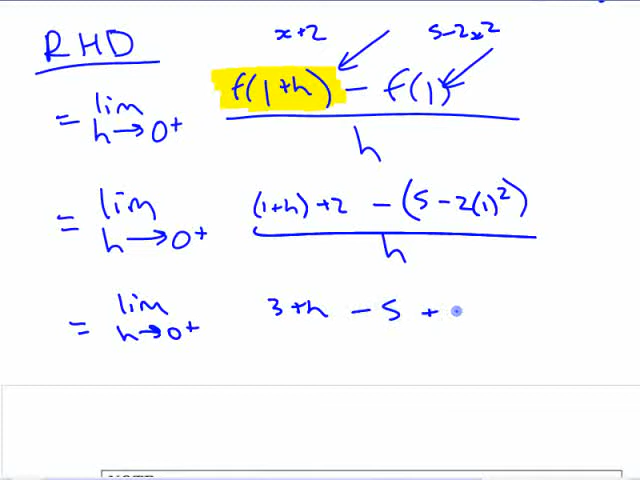 RHD
x+2 5-2x²
= lim h→0+ f(1+h) - f(1) / h
= lim h→0+ (1+h)+2 - (5-2(1)²) / h
= lim h→0+ 3+h - 5 +